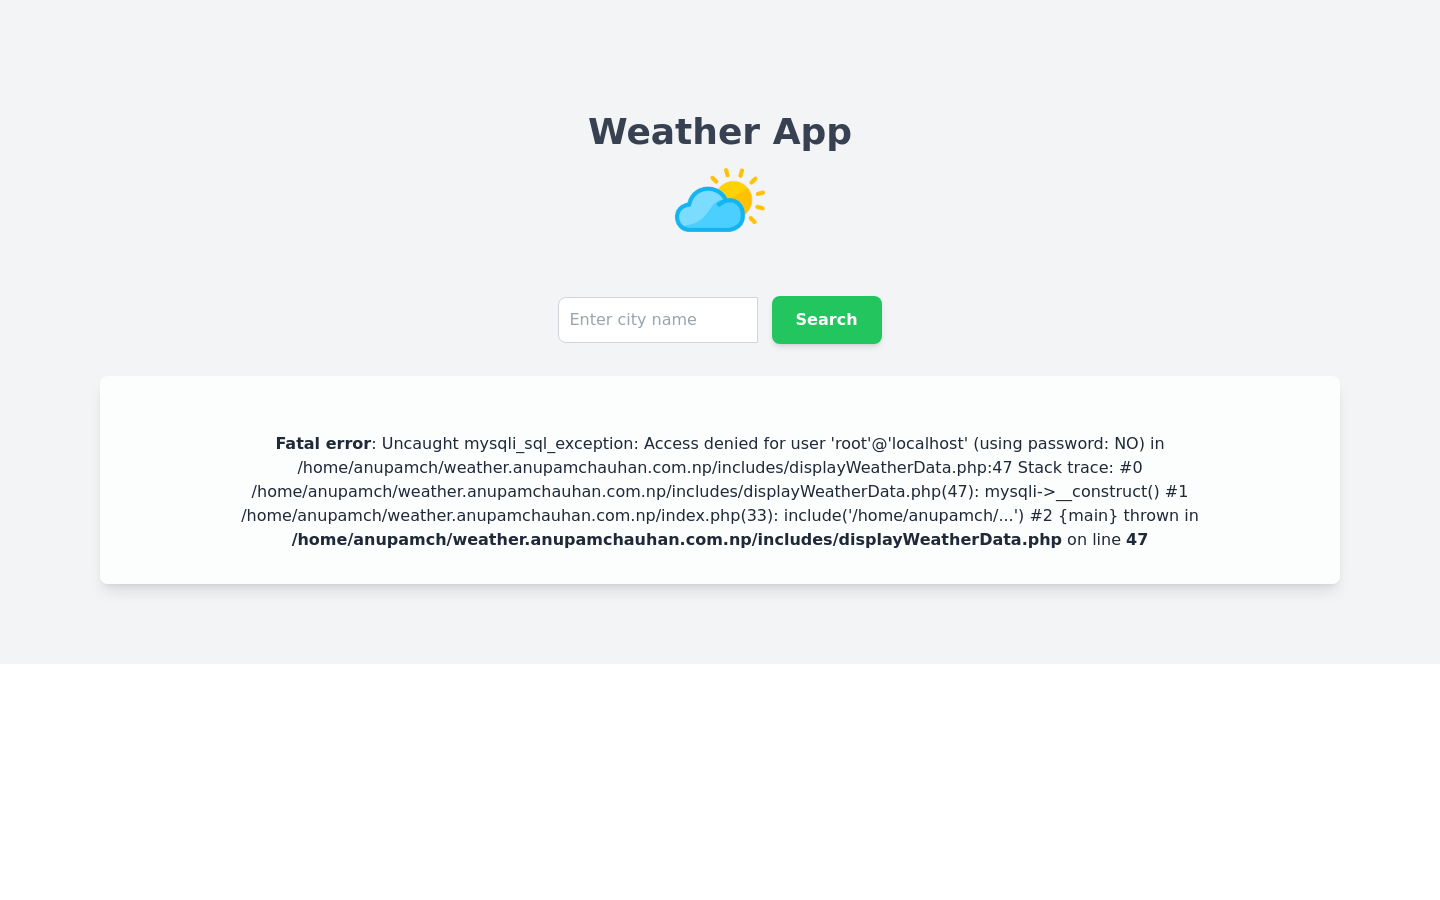 Weather App
Enter city name
Search
Fatal error: Uncaught mysqli_sql_exception: Access denied for user 'root'@'localhost' (using password: NO) in
/home/anupamch/weather.anupamchauhan.com.np/includes/displayWeatherData.php:47 Stack trace: #0
/home/anupamch/weather.anupamchauhan.com.np/includes/displayWeatherData.php(47): mysqli->__construct() #1
/home/anupamch/weather.anupamchauhan.com.np/index.php(33): include('/home/anupamch/...') #2 {main} thrown in
/home/anupamch/weather.anupamchauhan.com.np/includes/displayWeatherData.php on line 47